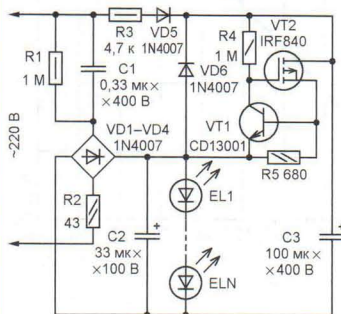 R3
4,7 к
VD5
1N4007
R4
1 М
VT2
IRF840
R1
1 М
C1
0,33 мк×
×400 В
VD6
1N4007
~220 В
VD1–VD4
1N4007
VT1
CD13001
R2
43
R5 680
EL1
C2
33 мк×
×100 В
+
C3
100 мк×
×400 В
+
ELN